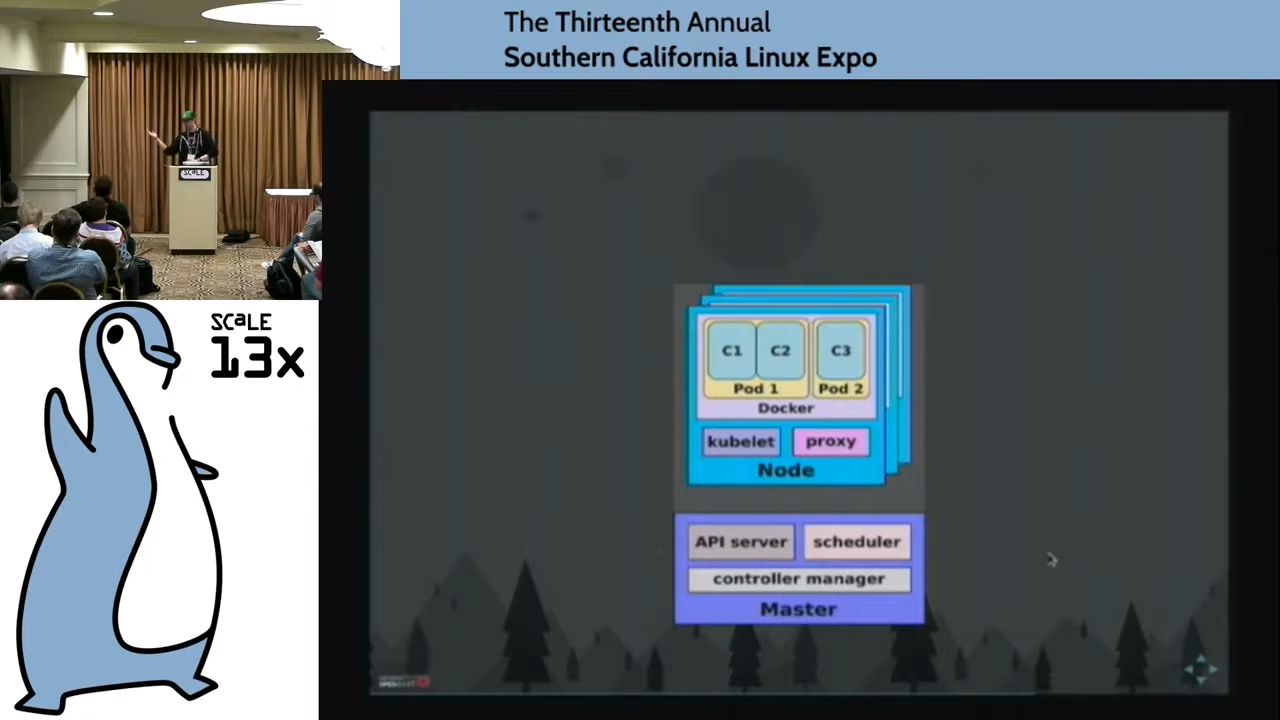 The Thirteenth Annual
Southern California Linux Expo
SCaLE
SCaLE
13x
C1 C2 C3
Pod 1 Pod 2
Docker
kubelet proxy
Node
API server scheduler
controller manager
Master